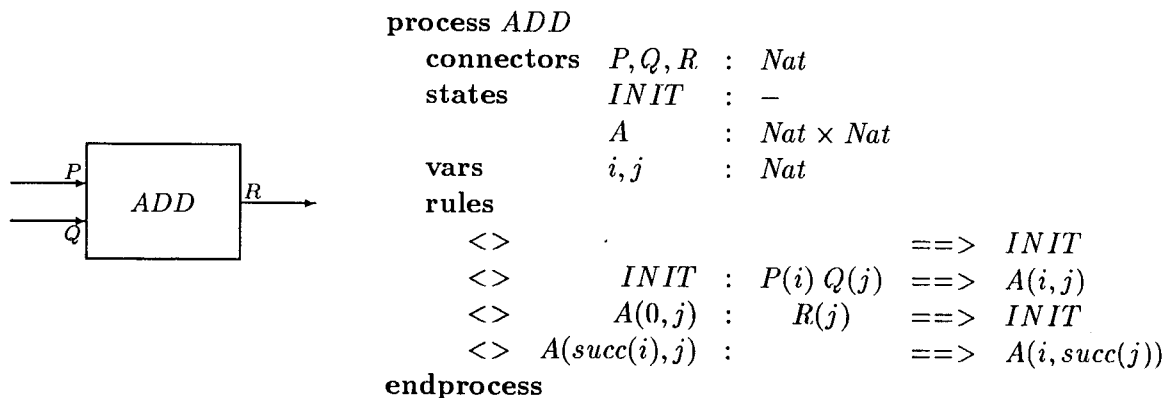 P
Q
ADD
R
process ADD
connectors P, Q, R : Nat
states INIT : –
A : Nat × Nat
vars i, j : Nat
rules
<> ==> INIT
<> INIT : P(i) Q(j) ==> A(i, j)
<> A(0, j) : R(j) ==> INIT
<> A(succ(i), j) : ==> A(i, succ(j))
endprocess